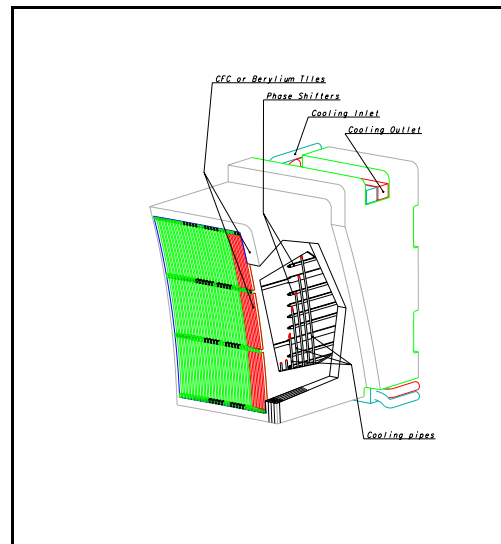 CFC or Berylium Tiles
Phase Shifters
Cooling Inlet
Cooling Outlet
Cooling pipes